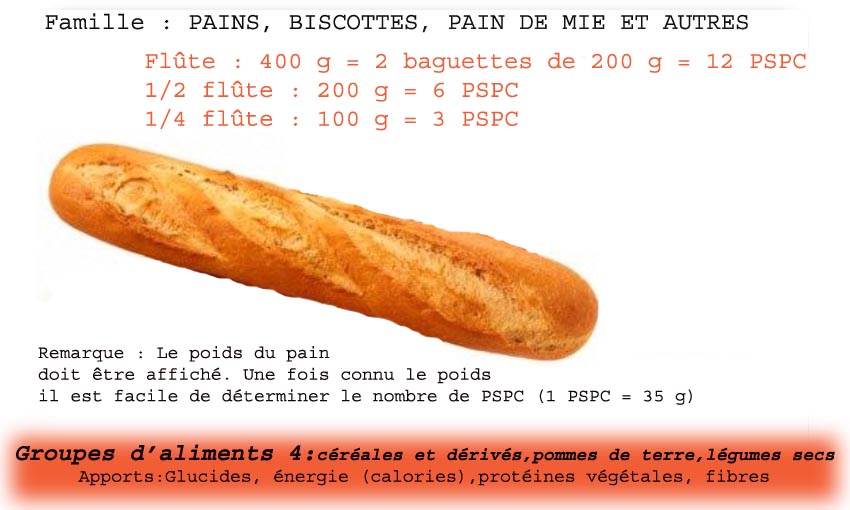 Famille : PAINS, BISCOTTES, PAIN DE MIE ET AUTRES
Flûte : 400 g = 2 baguettes de 200 g = 12 PSPC
1/2 flûte : 200 g = 6 PSPC
1/4 flûte : 100 g = 3 PSPC
Remarque : Le poids du pain
doit être affiché. Une fois connu le poids
il est facile de déterminer le nombre de PSPC (1 PSPC = 35 g)
Groupes d'aliments 4:céréales et dérivés,pommes de terre,légumes secs
Apports:Glucides, énergie (calories),protéines végétales, fibres